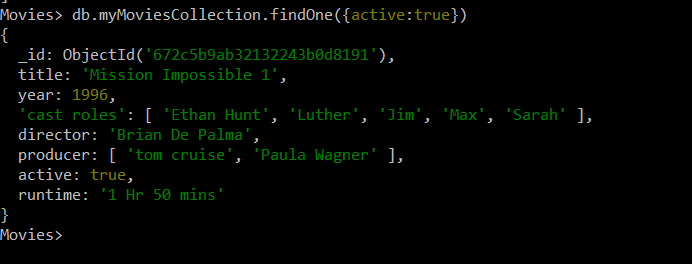 Movies> db.myMoviesCollection.findOne({active:true})
{
  _id: ObjectId('672c5b9ab32132243b0d8191'),
  title: 'Mission Impossible 1',
  year: 1996,
  'cast roles': [ 'Ethan Hunt', 'Luther', 'Jim', 'Max', 'Sarah' ],
  director: 'Brian De Palma',
  producer: [ 'tom cruise', 'Paula Wagner' ],
  active: true,
  runtime: '1 Hr 50 mins'
}
Movies>